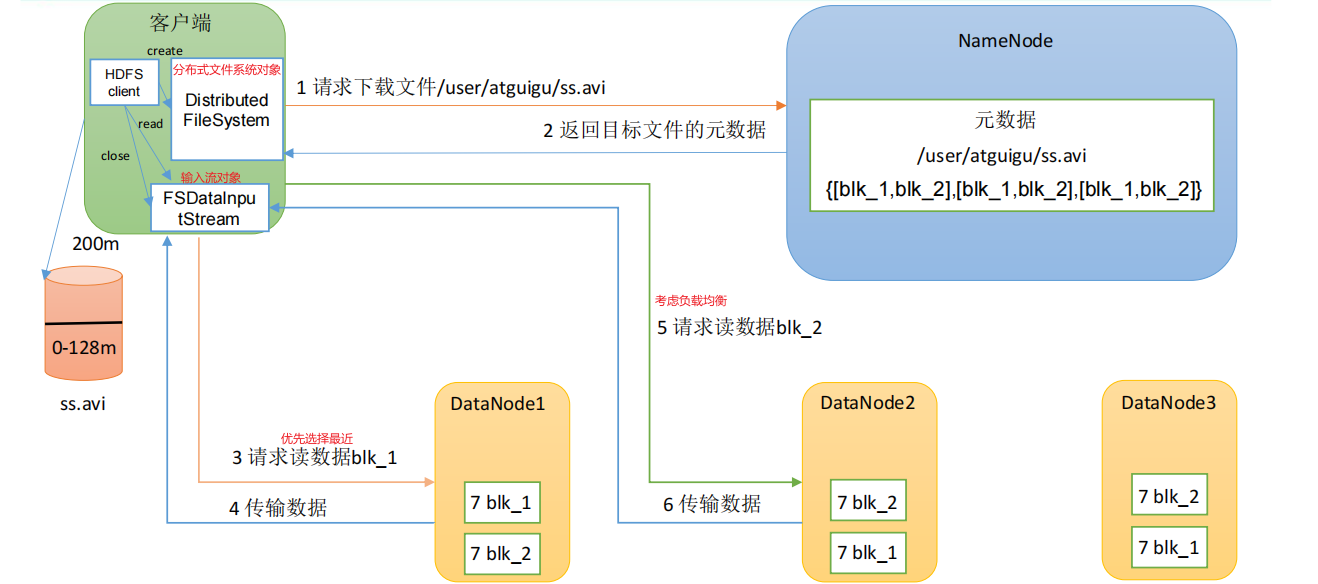 客户端
create
HDFS
client
分布式文件系统对象
Distributed
FileSystem
read
close
输入流对象
FSDataInpu
tStream
1 请求下载文件/user/atguigu/ss.avi
2 返回目标文件的元数据
NameNode
元数据
/user/atguigu/ss.avi
{[blk_1,blk_2],[blk_1,blk_2],[blk_1,blk_2]}
200m
0-128m
ss.avi
考虑负载均衡
5 请求读数据blk_2
优先选择最近
3 请求读数据blk_1
4 传输数据
6 传输数据
DataNode1
7 blk_1
7 blk_2
DataNode2
7 blk_2
7 blk_1
DataNode3
7 blk_2
7 blk_1